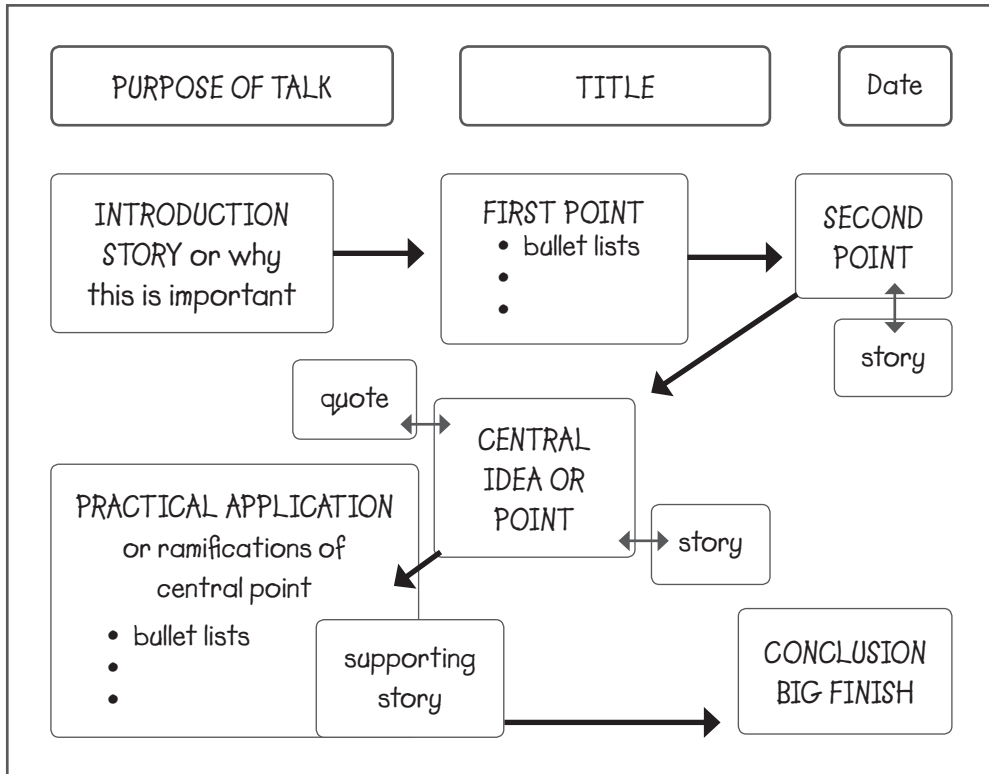 PURPOSE OF TALK
TITLE
Date
INTRODUCTION
STORY or why
this is important
FIRST POINT
• bullet lists
•
•
SECOND
POINT
story
quote
CENTRAL
IDEA OR
POINT
story
PRACTICAL APPLICATION
or ramifications of
central point
• bullet lists
•
•
supporting
story
CONCLUSION
BIG FINISH